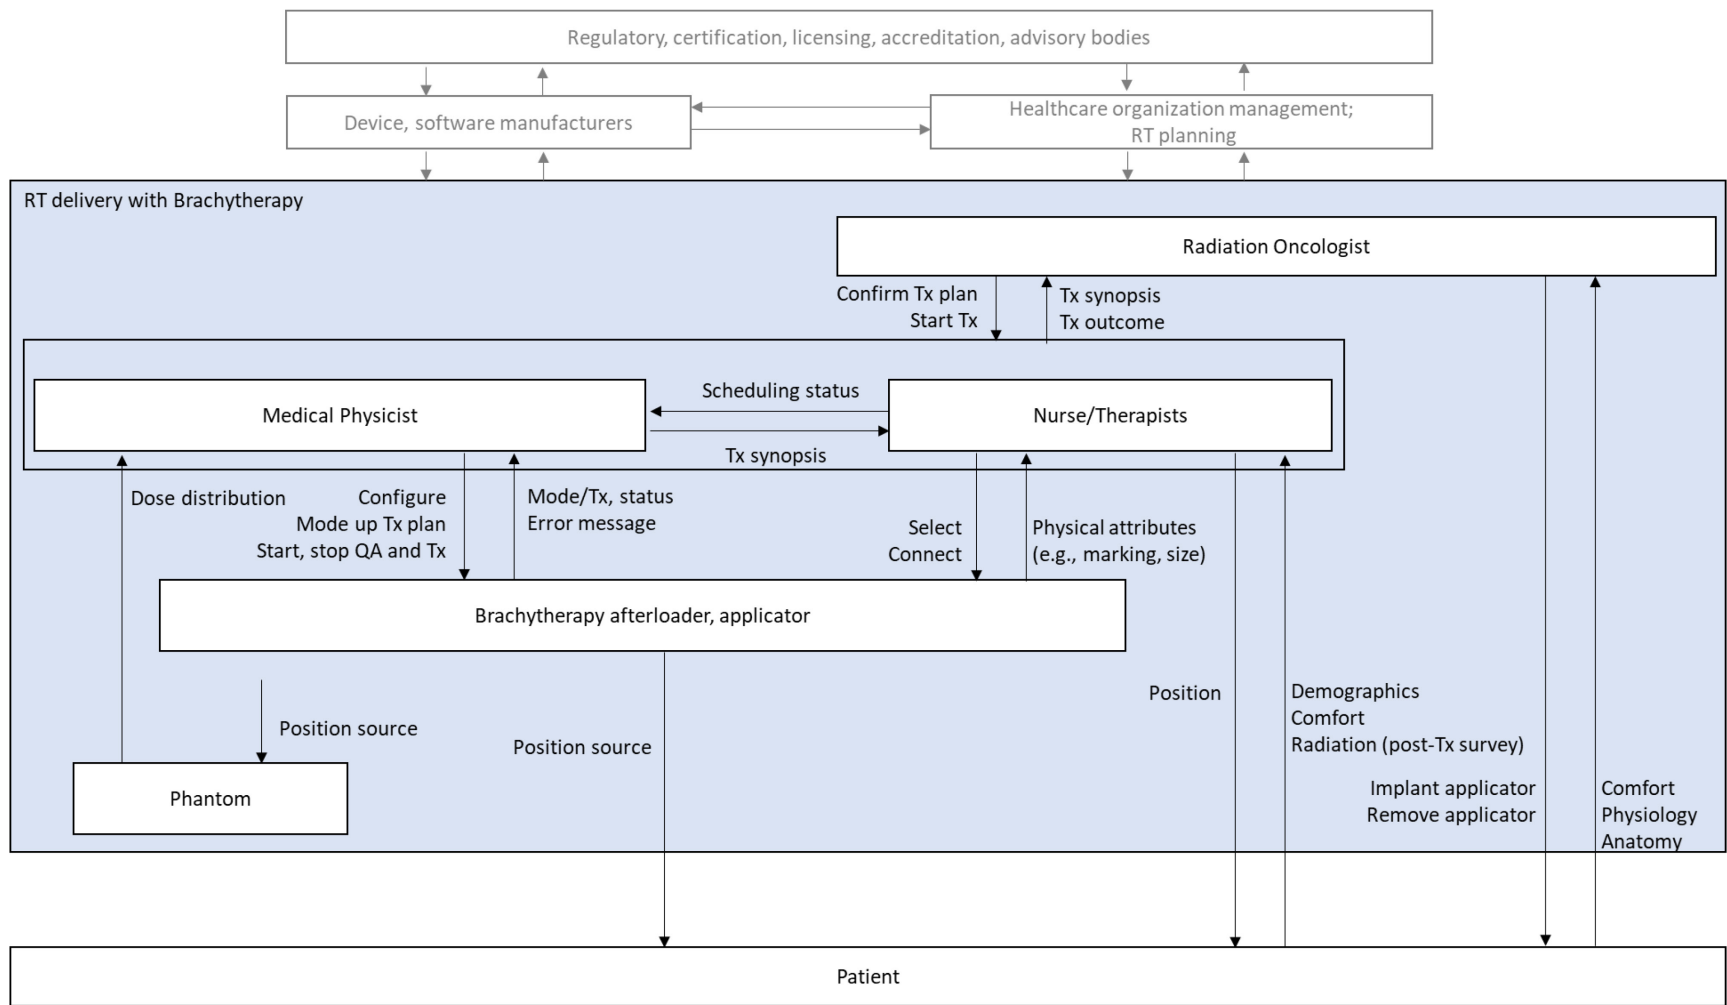 Regulatory, certification, licensing, accreditation, advisory bodies
Device, software manufacturers
Healthcare organization management;
RT planning
RT delivery with Brachytherapy
Radiation Oncologist
Confirm Tx plan
Start Tx
Tx synopsis
Tx outcome
Medical Physicist
Scheduling status
Nurse/Therapists
Tx synopsis
Dose distribution
Configure
Mode up Tx plan
Start, stop QA and Tx
Mode/Tx, status
Error message
Select
Connect
Physical attributes
(e.g., marking, size)
Brachytherapy afterloader, applicator
Position source
Position source
Position
Demographics
Comfort
Radiation (post-Tx survey)
Implant applicator
Remove applicator
Comfort
Physiology
Anatomy
Phantom
Patient